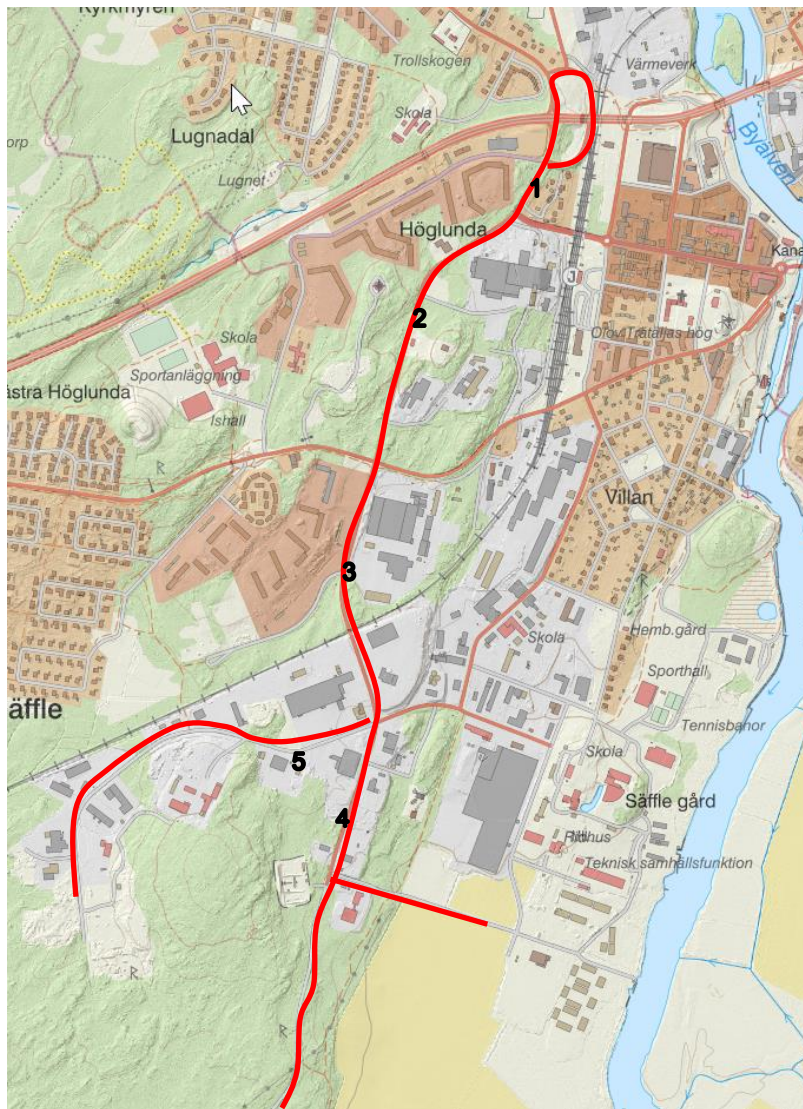 Kyrkmyren
Trollskogen
Värmeverk
Skola
Lugnadal
Byälven
Lugnet
1
Höglunda
Kana
J
2
Skola
Olov Trätäljas hög
Sportanläggning
ästra Höglunda
Ishall
R
Villan
3
Hemb.gård
Skola
Sporthall
äffle
Tennisbanor
5
Skola
Säffle gård
4
Teknisk samhällsfunktion
R
R